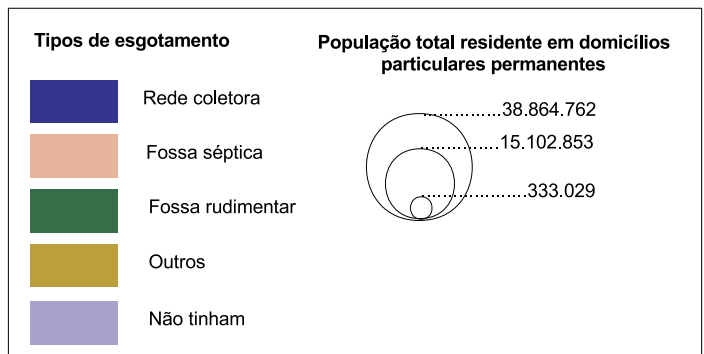 Tipos de esgotamento
Rede coletora
Fossa séptica
Fossa rudimentar
Outros
Não tinham
População total residente em domicílios
particulares permanentes
38.864.762
15.102.853
333.029